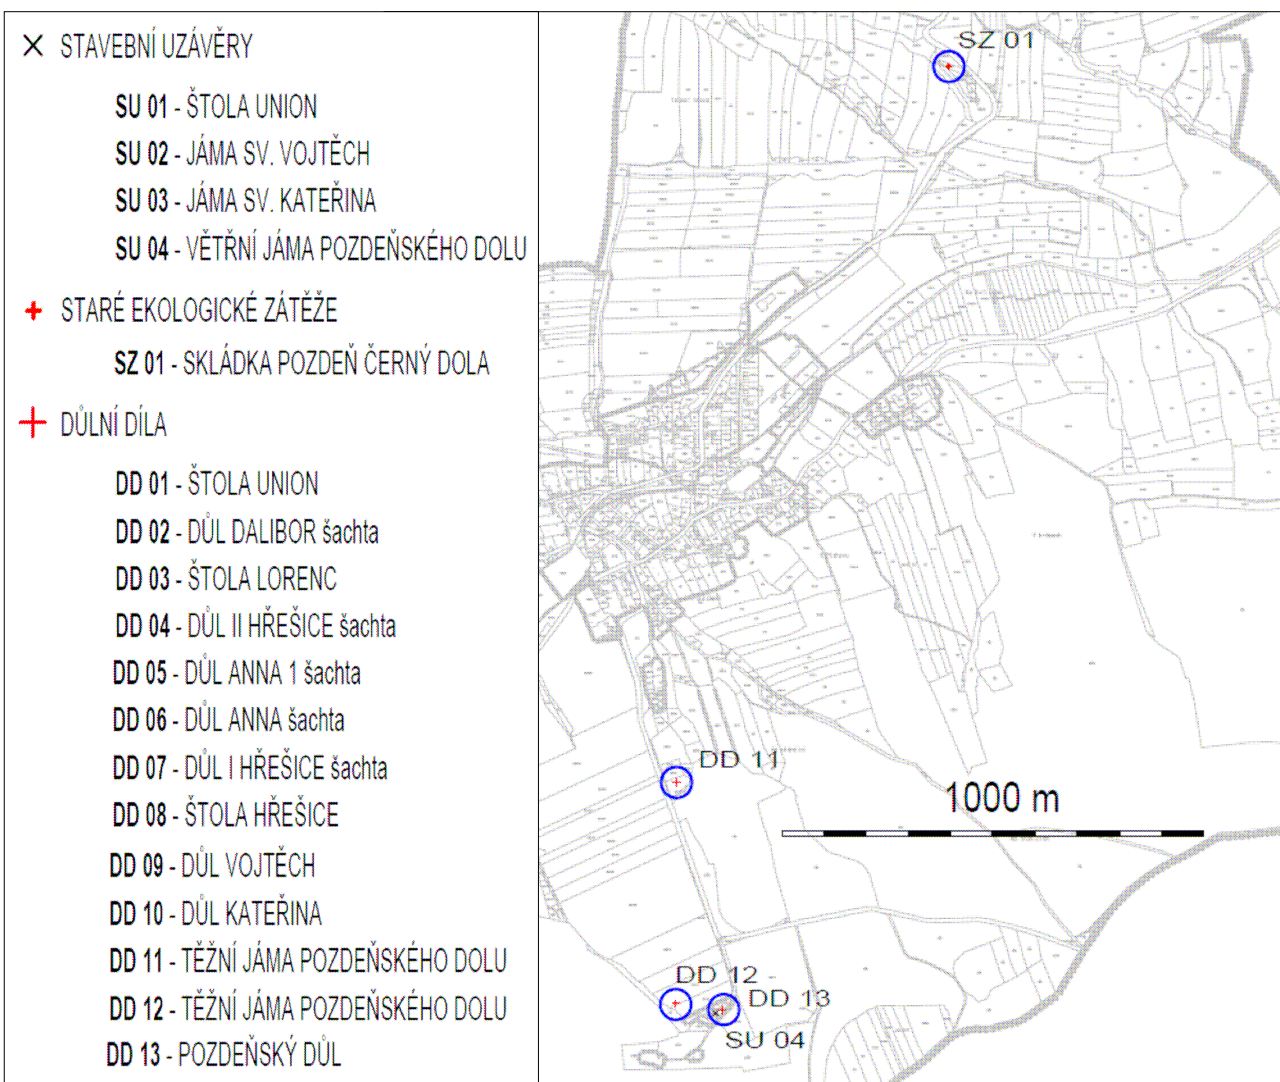 STAVEBNÍ UZÁVĚRY
SU 01 - ŠTOLA UNION
SU 02 - JÁMA SV. VOJTĚCH
SU 03 - JÁMA SV. KATEŘINA
SU 04 - VĚTŘNÍ JÁMA POZDEŇSKÉHO DOLU
STARÉ EKOLOGICKÉ ZÁTĚŽE
SZ 01 - SKLÁDKA POZDEŇ ČERNÝ DOLA
DŮLNÍ DÍLA
DD 01 - ŠTOLA UNION
DD 02 - DŮL DALIBOR šachta
DD 03 - ŠTOLA LORENC
DD 04 - DŮL II HŘEŠICE šachta
DD 05 - DŮL ANNA 1 šachta
DD 06 - DŮL ANNA šachta
DD 07 - DŮL I HŘEŠICE šachta
DD 08 - ŠTOLA HŘEŠICE
DD 09 - DŮL VOJTĚCH
DD 10 - DŮL KATEŘINA
DD 11 - TĚŽNÍ JÁMA POZDEŇSKÉHO DOLU
DD 12 - TĚŽNÍ JÁMA POZDEŇSKÉHO DOLU
DD 13 - POZDEŇSKÝ DŮL
SZ 01
DD 11
1000 m
DD 12
DD 13
SU 04